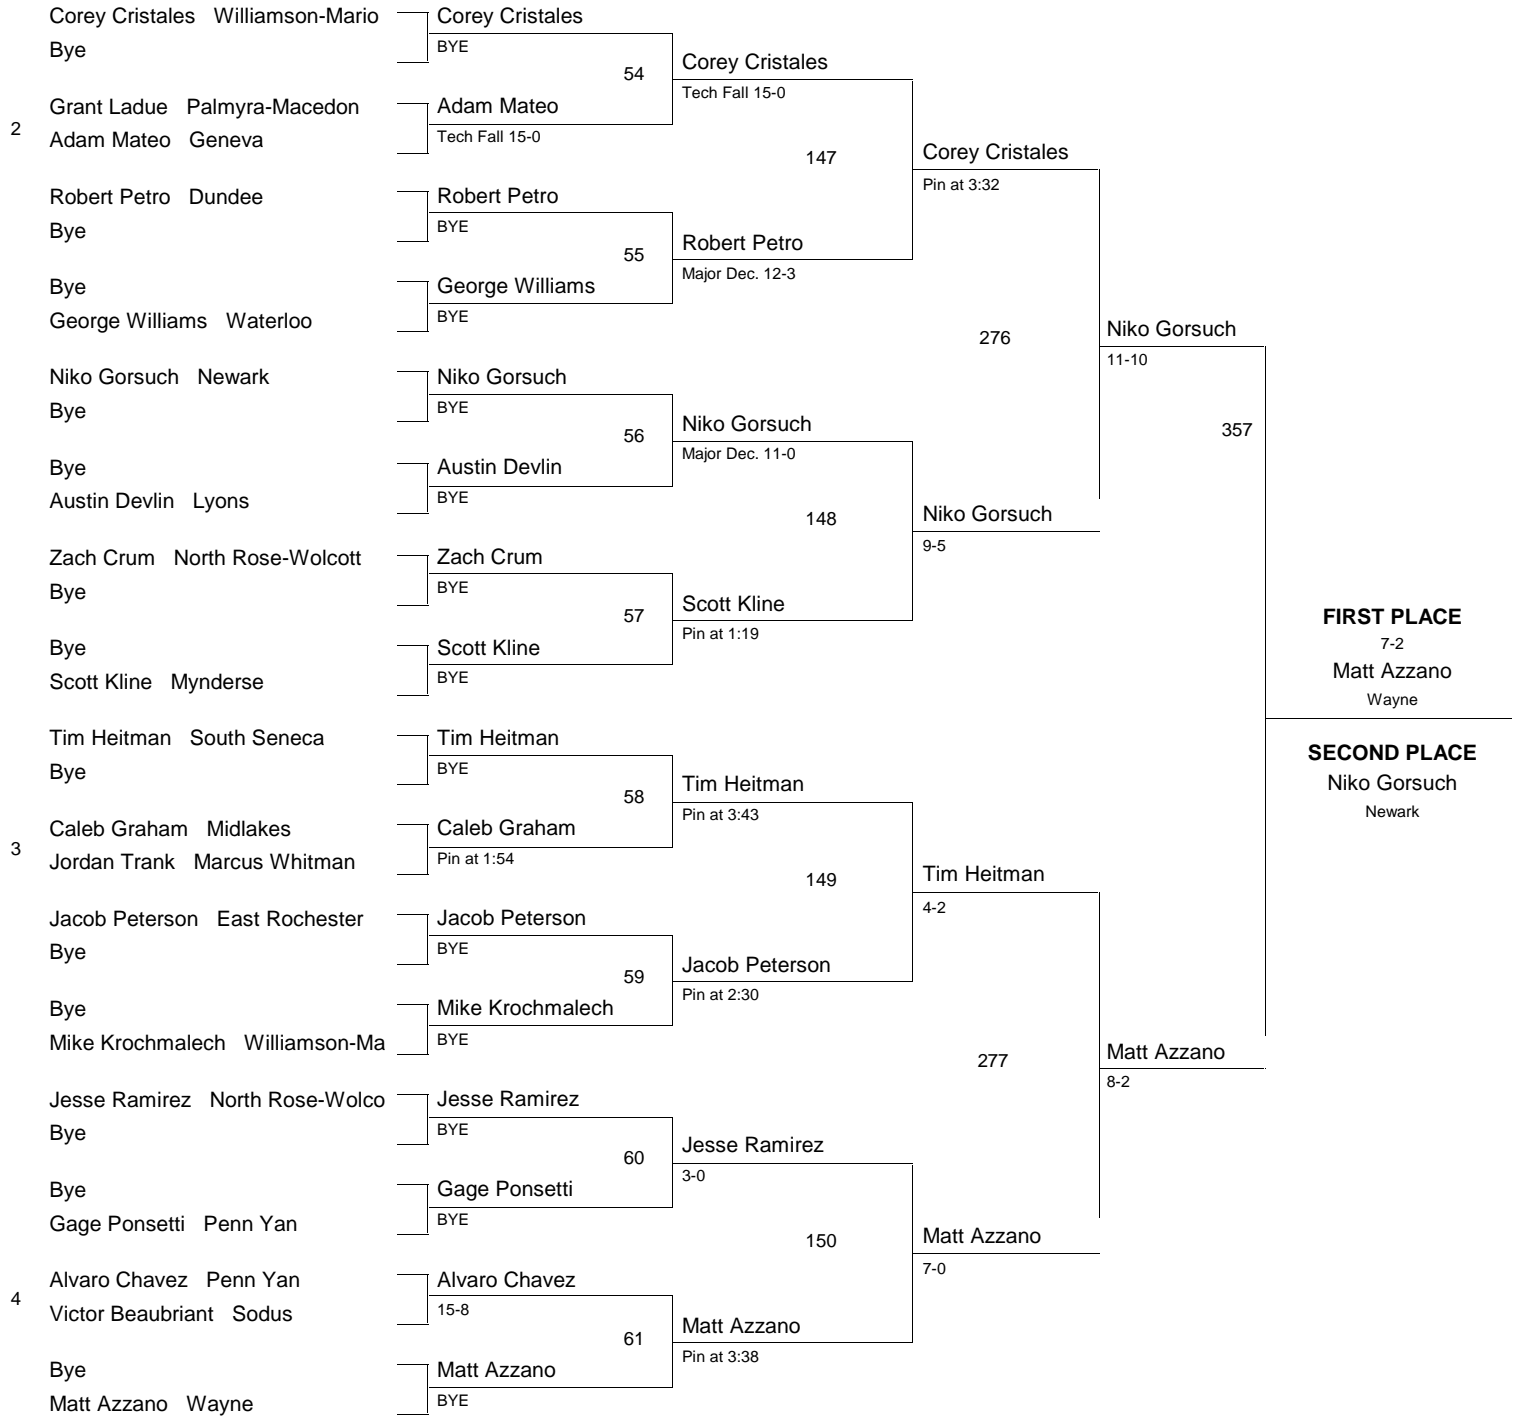 Corey Cristales Williamson-Mario
Bye
2
Grant Ladue Palmyra-Macedon
Adam Mateo Geneva
Robert Petro Dundee
Bye
Bye
George Williams Waterloo
Niko Gorsuch Newark
Bye
Bye
Austin Devlin Lyons
Zach Crum North Rose-Wolcott
Bye
Bye
Scott Kline Mynderse
Tim Heitman South Seneca
Bye
3
Caleb Graham Midlakes
Jordan Trank Marcus Whitman
Jacob Peterson East Rochester
Bye
Bye
Mike Krochmalech Williamson-Ma
Jesse Ramirez North Rose-Wolco
Bye
Bye
Gage Ponsetti Penn Yan
4
Alvaro Chavez Penn Yan
Victor Beaubriant Sodus
Bye
Matt Azzano Wayne
Corey Cristales
BYE
54
Adam Mateo
Tech Fall 15-0
Robert Petro
BYE
55
George Williams
BYE
Niko Gorsuch
BYE
56
Austin Devlin
BYE
Zach Crum
BYE
57
Scott Kline
BYE
Tim Heitman
BYE
58
Caleb Graham
Pin at 1:54
Jacob Peterson
BYE
59
Mike Krochmalech
BYE
Jesse Ramirez
BYE
60
Gage Ponsetti
BYE
Alvaro Chavez
15-8
61
Matt Azzano
BYE
Corey Cristales
Tech Fall 15-0
147
Robert Petro
Major Dec. 12-3
Niko Gorsuch
Major Dec. 11-0
148
Scott Kline
Pin at 1:19
Tim Heitman
Pin at 3:43
149
Jacob Peterson
Pin at 2:30
Jesse Ramirez
3-0
150
Matt Azzano
Pin at 3:38
Corey Cristales
Pin at 3:32
276
Niko Gorsuch
9-5
Tim Heitman
4-2
277
Matt Azzano
7-0
Niko Gorsuch
11-10
357
Matt Azzano
8-2
FIRST PLACE
7-2
Matt Azzano
Wayne
SECOND PLACE
Niko Gorsuch
Newark